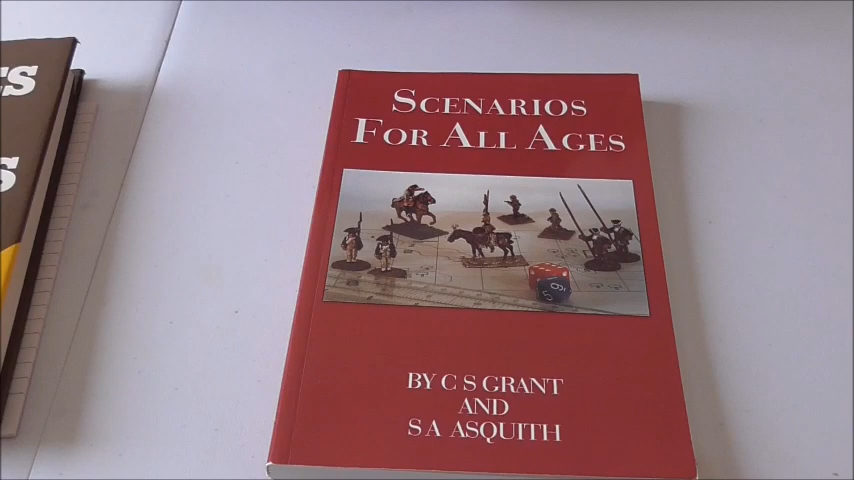 SCENARIOS
FOR ALL AGES
BY C S GRANT
AND
S A ASQUITH